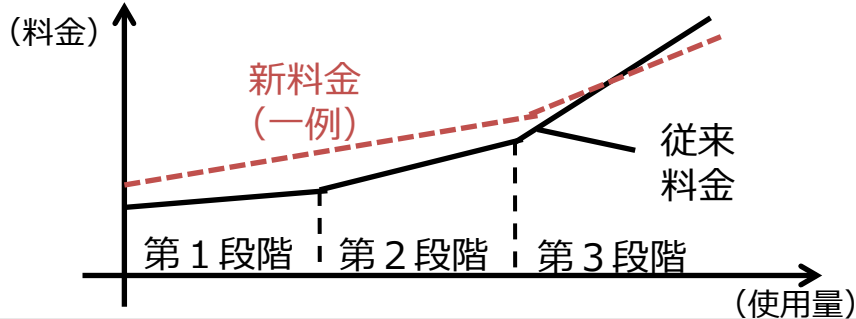 （料金）
新料金
（一例）
従来
料金
第１段階
第２段階
第３段階
（使用量）